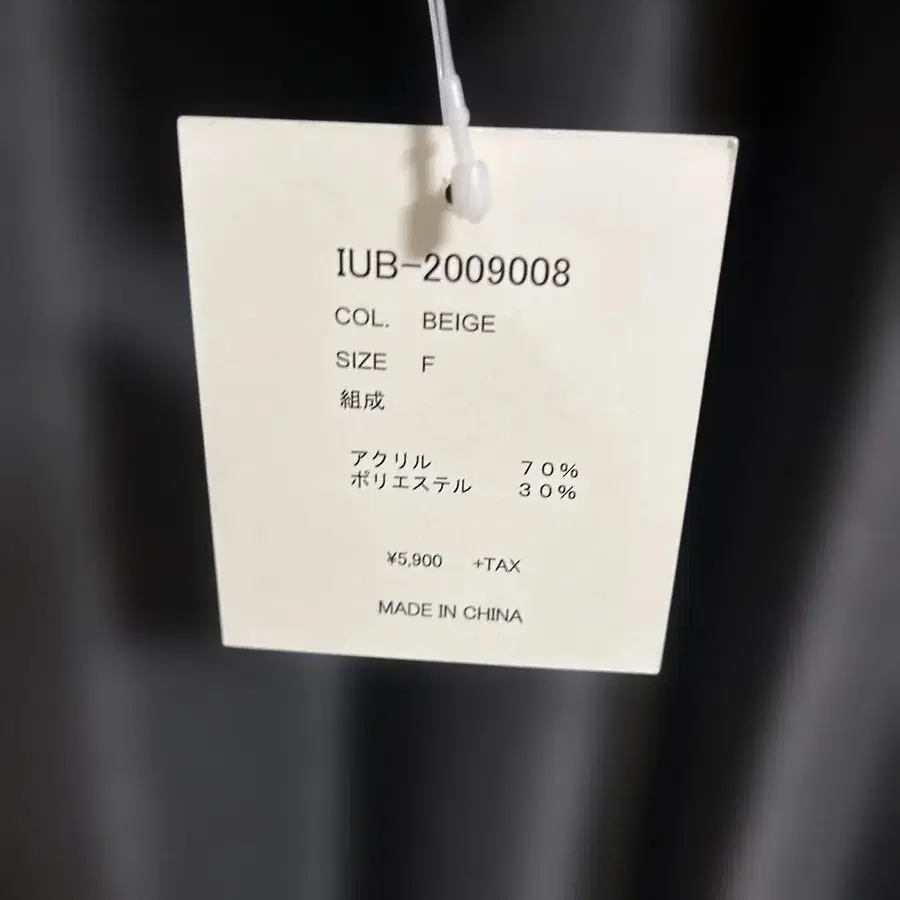 IUB-2009008
COL. BEIGE
SIZE F
組成
アクリル 70%
ポリエステル 30%
¥5,900 +TAX
MADE IN CHINA